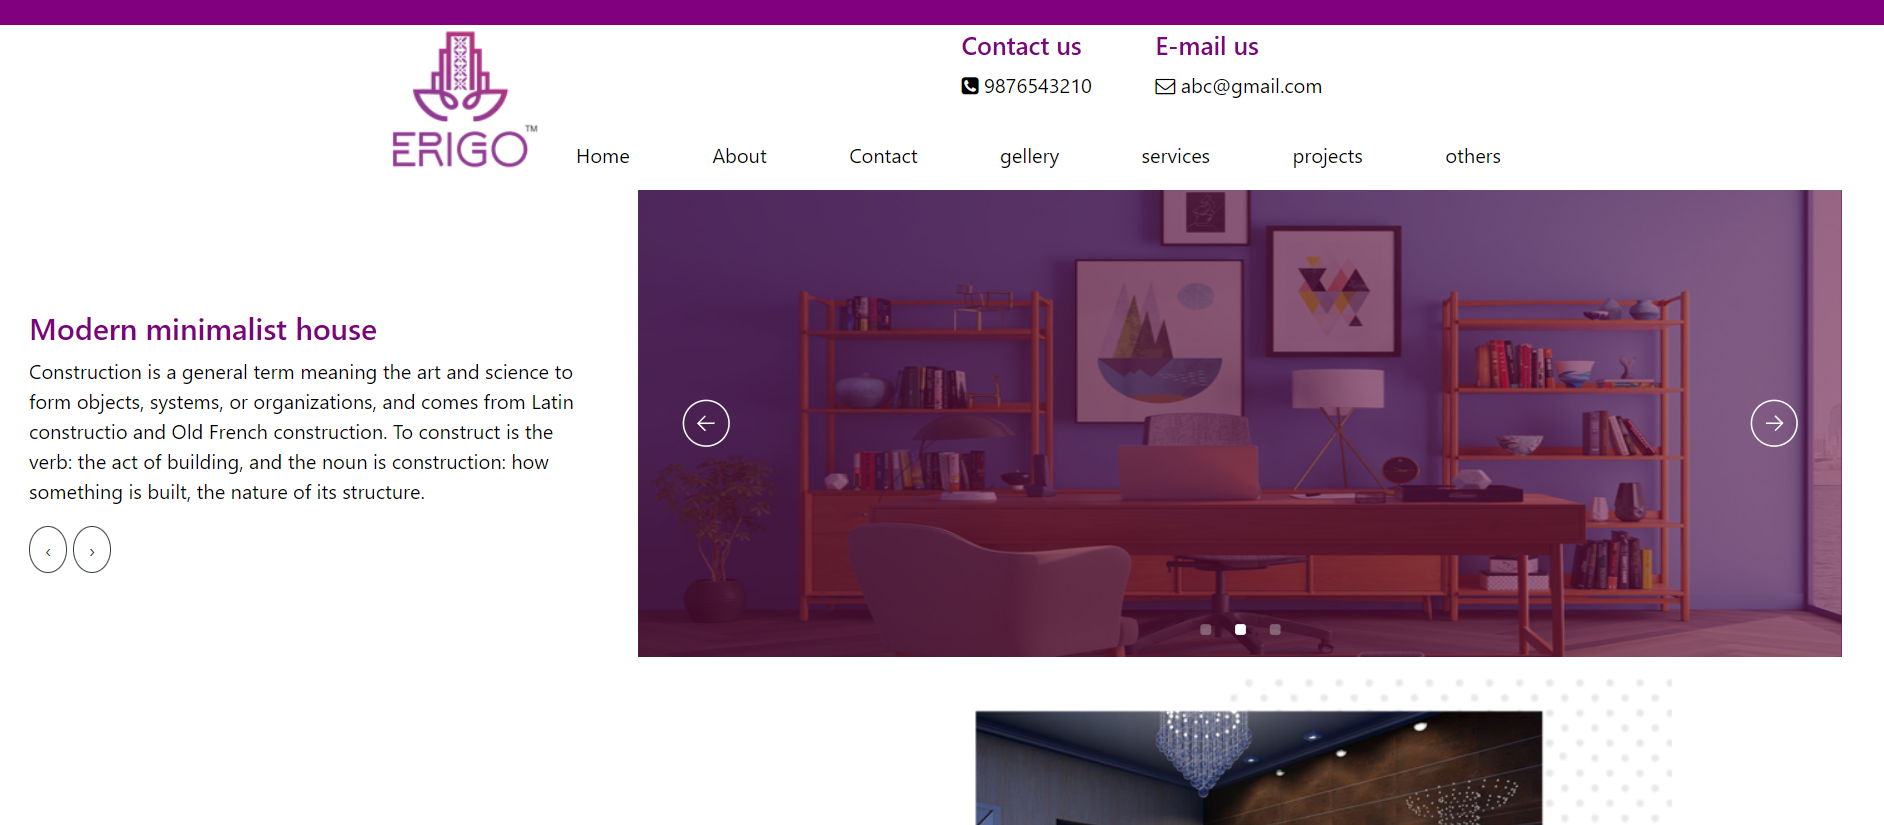 Contact us
E-mail us
9876543210
abc@gmail.com
ERIGO™
Home
About
Contact
gellery
services
projects
others
Modern minimalist house
Construction is a general term meaning the art and science to
form objects, systems, or organizations, and comes from Latin
constructio and Old French construction. To construct is the
verb: the act of building, and the noun is construction: how
something is built, the nature of its structure.
‹ ›